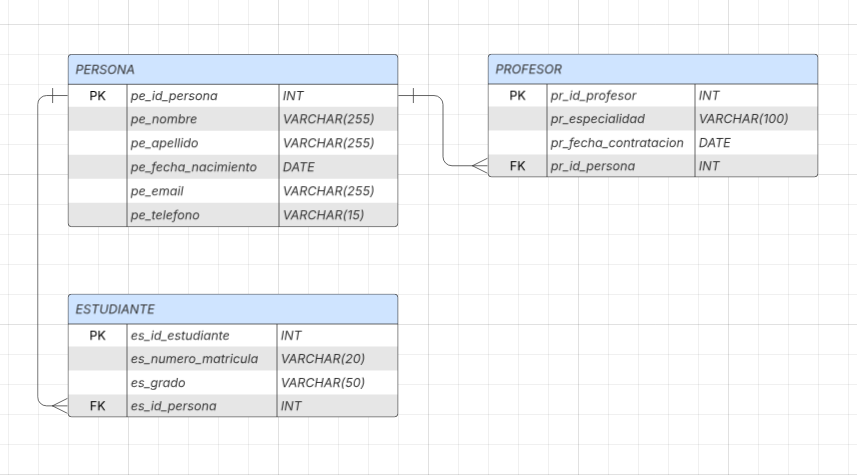 PERSONA
PK pe_id_persona INT
pe_nombre VARCHAR(255)
pe_apellido VARCHAR(255)
pe_fecha_nacimiento DATE
pe_email VARCHAR(255)
pe_telefono VARCHAR(15)
PROFESOR
PK pr_id_profesor INT
pr_especialidad VARCHAR(100)
pr_fecha_contratacion DATE
FK pr_id_persona INT
ESTUDIANTE
PK es_id_estudiante INT
es_numero_matricula VARCHAR(20)
es_grado VARCHAR(50)
FK es_id_persona INT